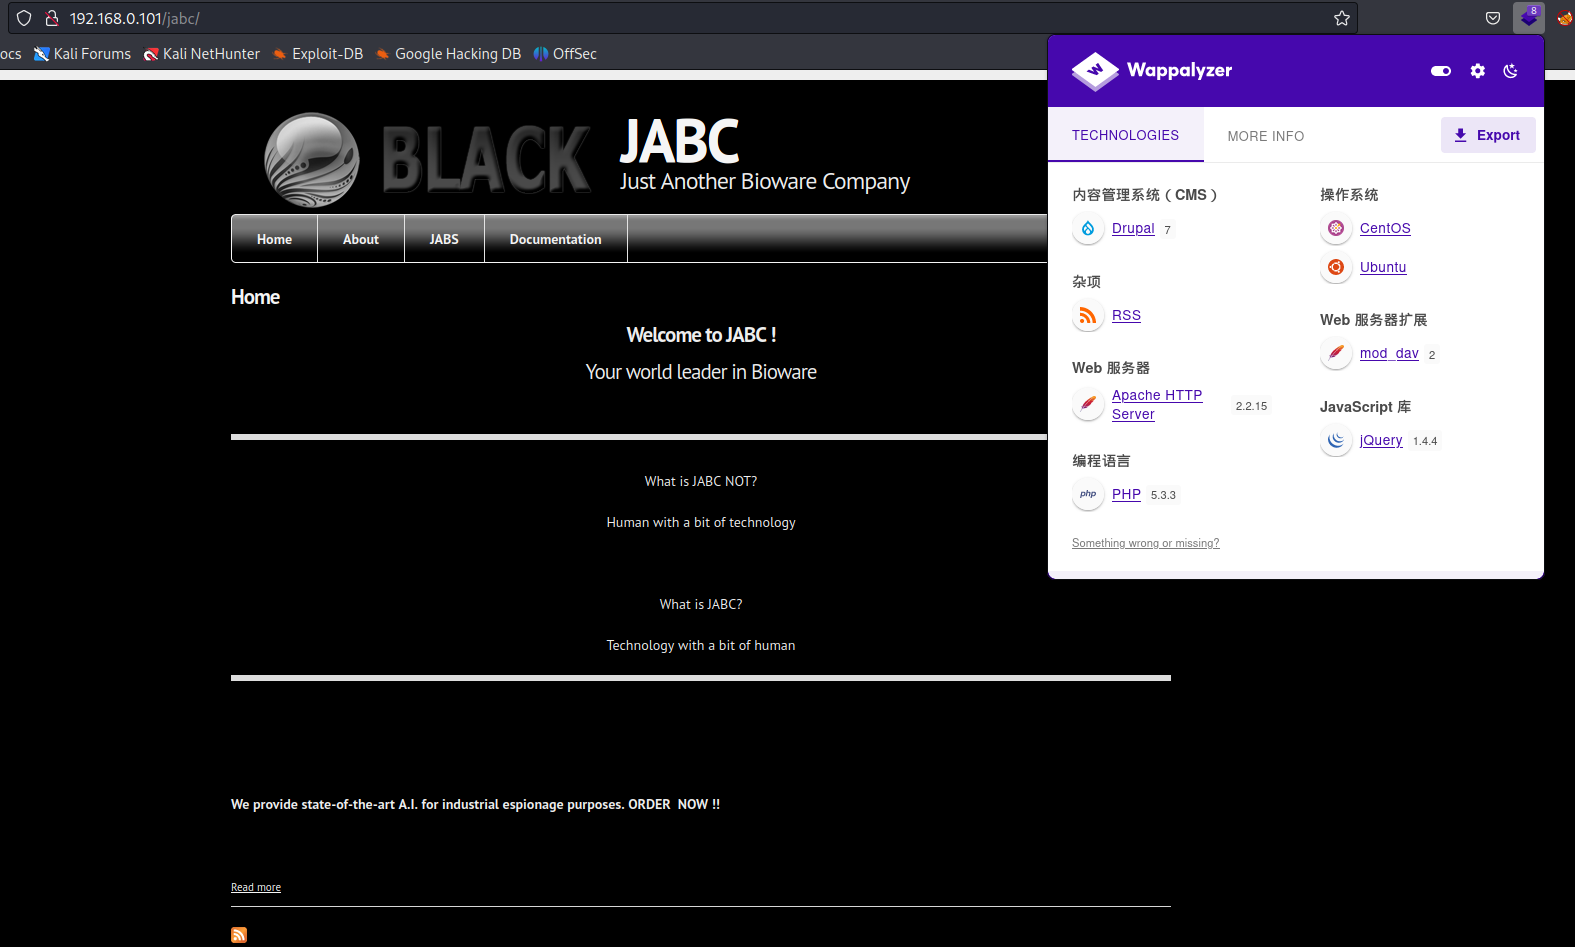 192.168.0.101/jabc/
8
ocs Kali Forums Kali NetHunter Exploit-DB Google Hacking DB OffSec
BLACK
JABC
Just Another Bioware Company
Home About JABS Documentation
Home
Welcome to JABC !
Your world leader in Bioware
What is JABC NOT?
Human with a bit of technology
What is JABC?
Technology with a bit of human
We provide state-of-the-art A.I. for industrial espionage purposes. ORDER NOW !!
Read more
W
Wappalyzer
TECHNOLOGIES MORE INFO Export
内容管理系统（CMS）
Drupal 7
杂项
RSS
Web 服务器
Apache HTTP
Server 2.2.15
编程语言
php PHP 5.3.3
操作系统
CentOS
Ubuntu
Web 服务器扩展
mod_dav 2
JavaScript 库
jQuery 1.4.4
Something wrong or missing?